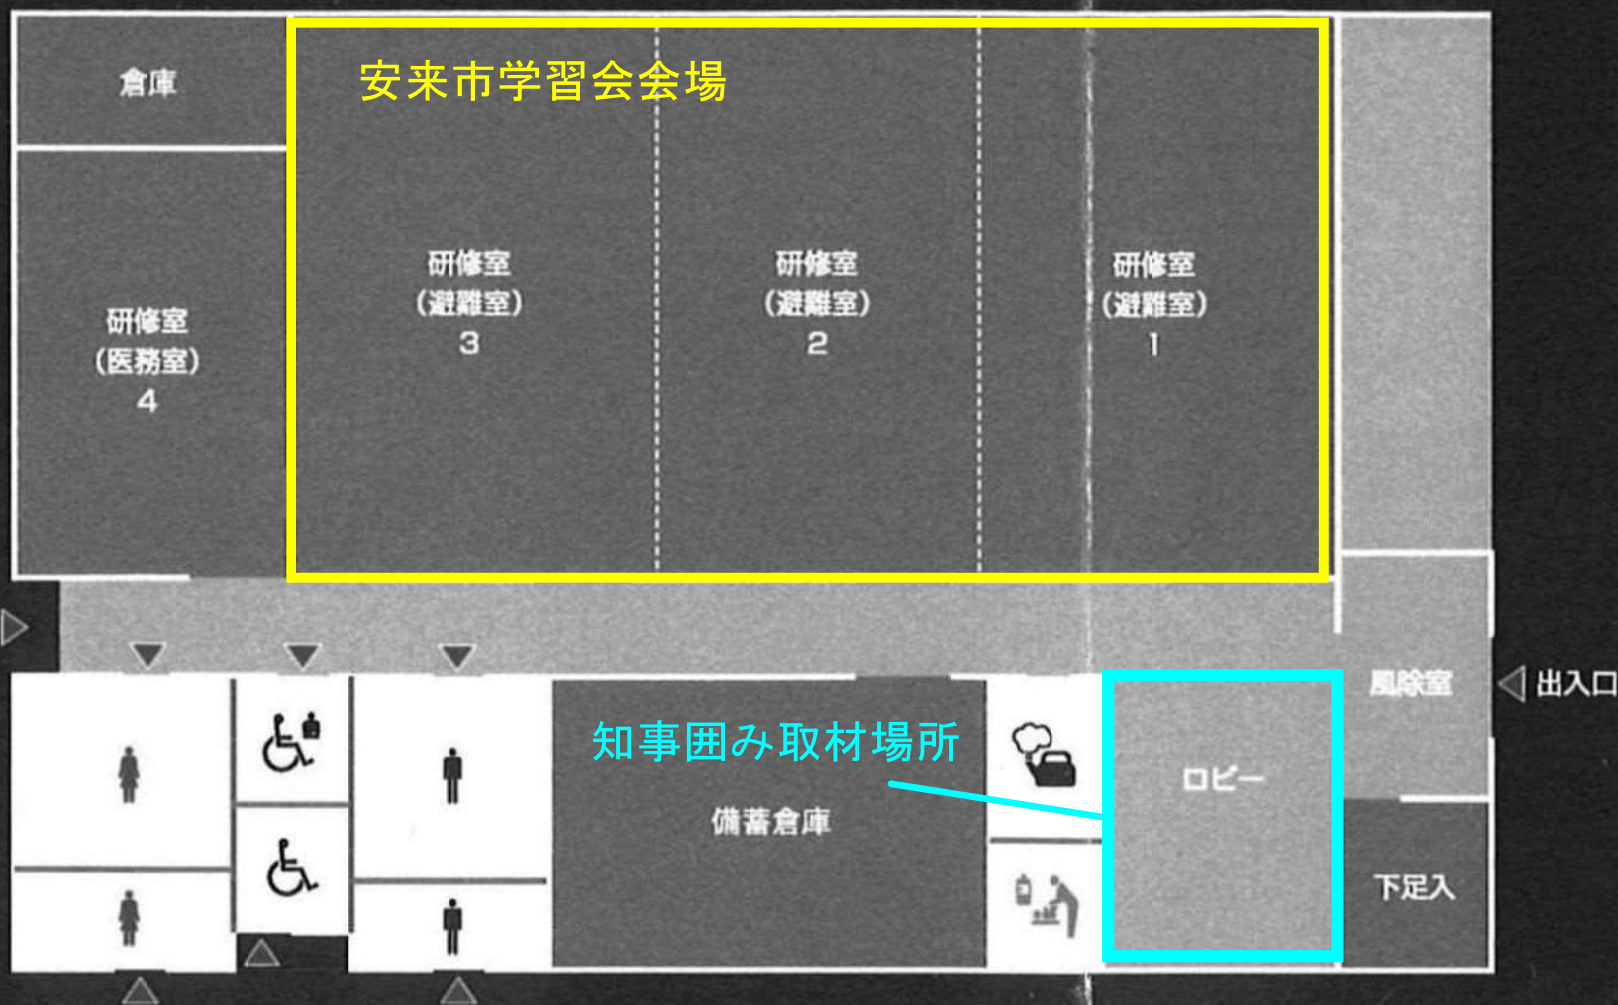 倉庫
安来市学習会会場
研修室
(避難室)
3
研修室
(避難室)
2
研修室
(避難室)
1
研修室
(医務室)
4
風除室
出入口
知事囲み取材場所
ロビー
備蓄倉庫
下足入